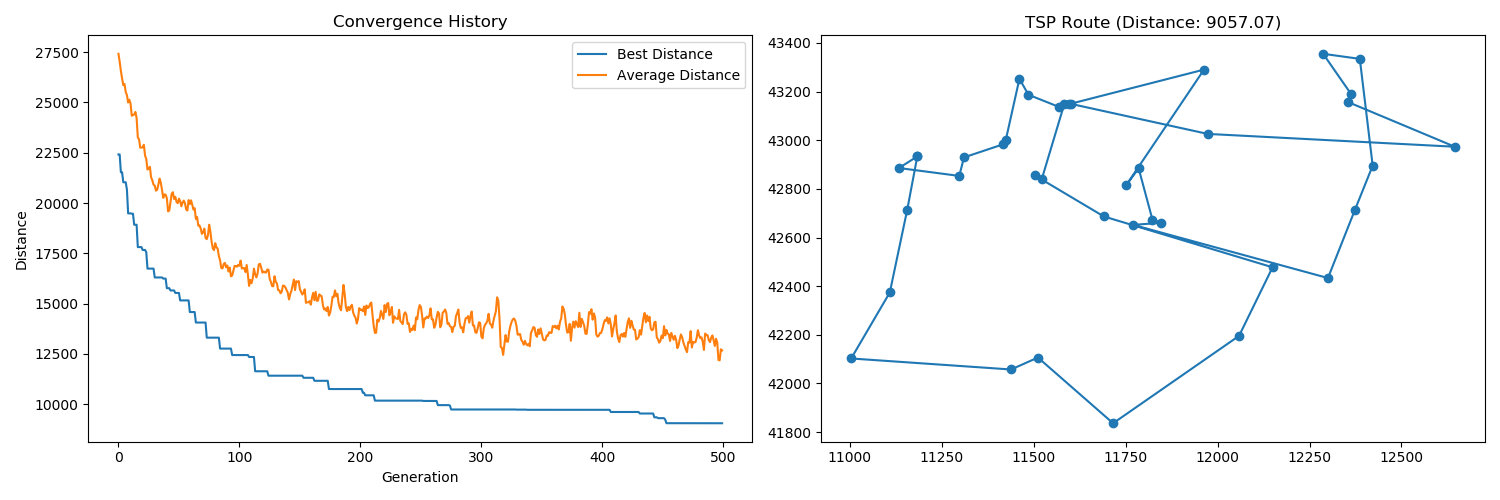 Convergence History
27500
25000
22500
20000
17500
15000
12500
10000
Distance
Best Distance
Average Distance
0 100 200 300 400 500
Generation
TSP Route (Distance: 9057.07)
43400
43200
43000
42800
42600
42400
42200
42000
41800
11000 11250 11500 11750 12000 12250 12500